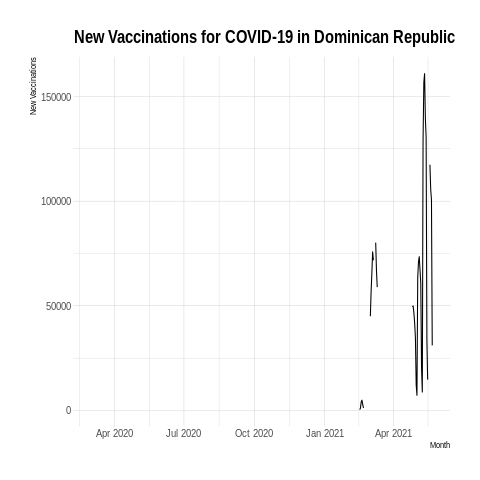 New Vaccinations for COVID-19 in Dominican Republic
New Vaccinations
150000
100000
50000
0
Apr 2020 Jul 2020 Oct 2020 Jan 2021 Apr 2021
Month